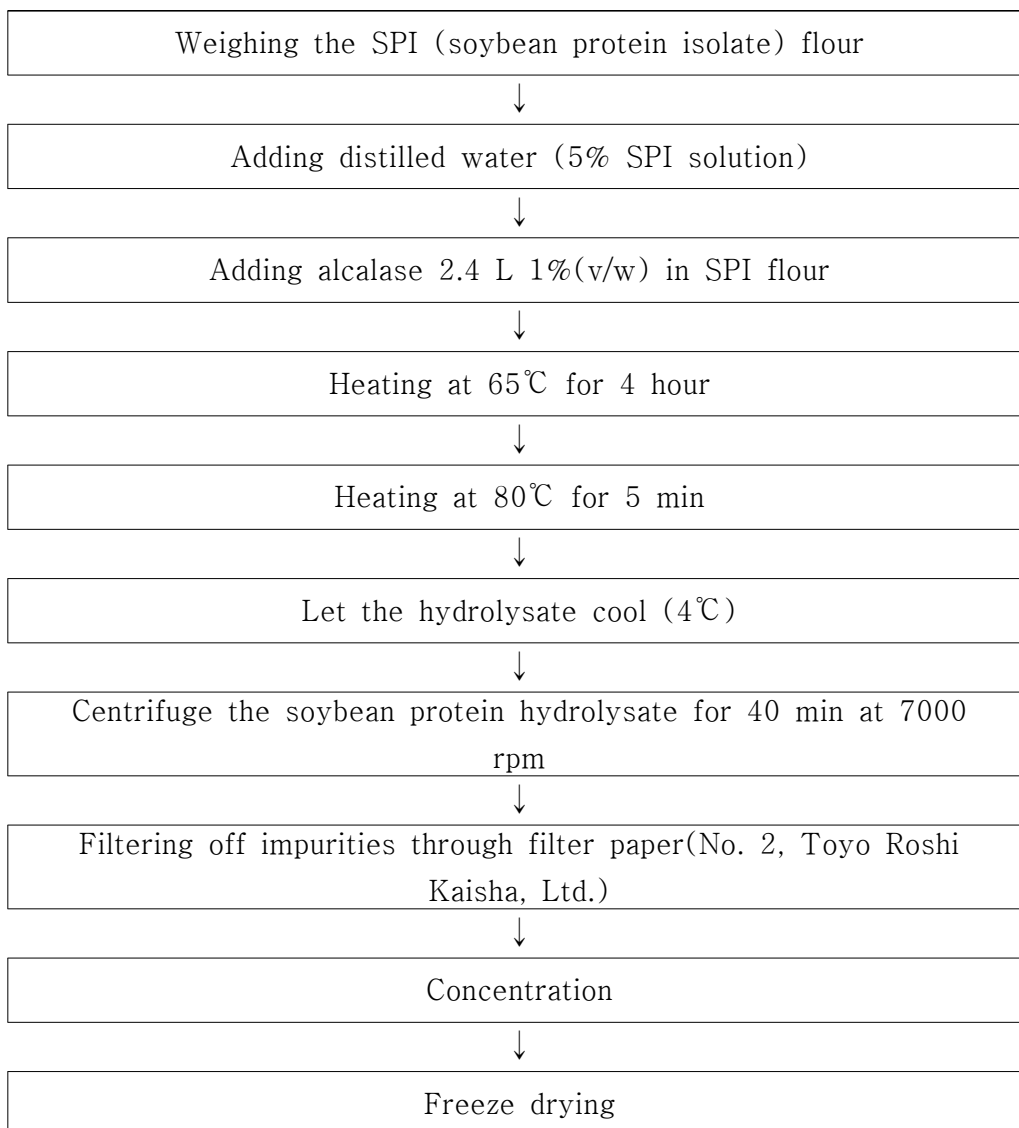 Weighing the SPI (soybean protein isolate) flour
↓
Adding distilled water (5% SPI solution)
↓
Adding alcalase 2.4 L 1%(v/w) in SPI flour
↓
Heating at 65℃ for 4 hour
↓
Heating at 80℃ for 5 min
↓
Let the hydrolysate cool (4℃)
↓
Centrifuge the soybean protein hydrolysate for 40 min at 7000
rpm
↓
Filtering off impurities through filter paper(No. 2, Toyo Roshi
Kaisha, Ltd.)
↓
Concentration
↓
Freeze drying